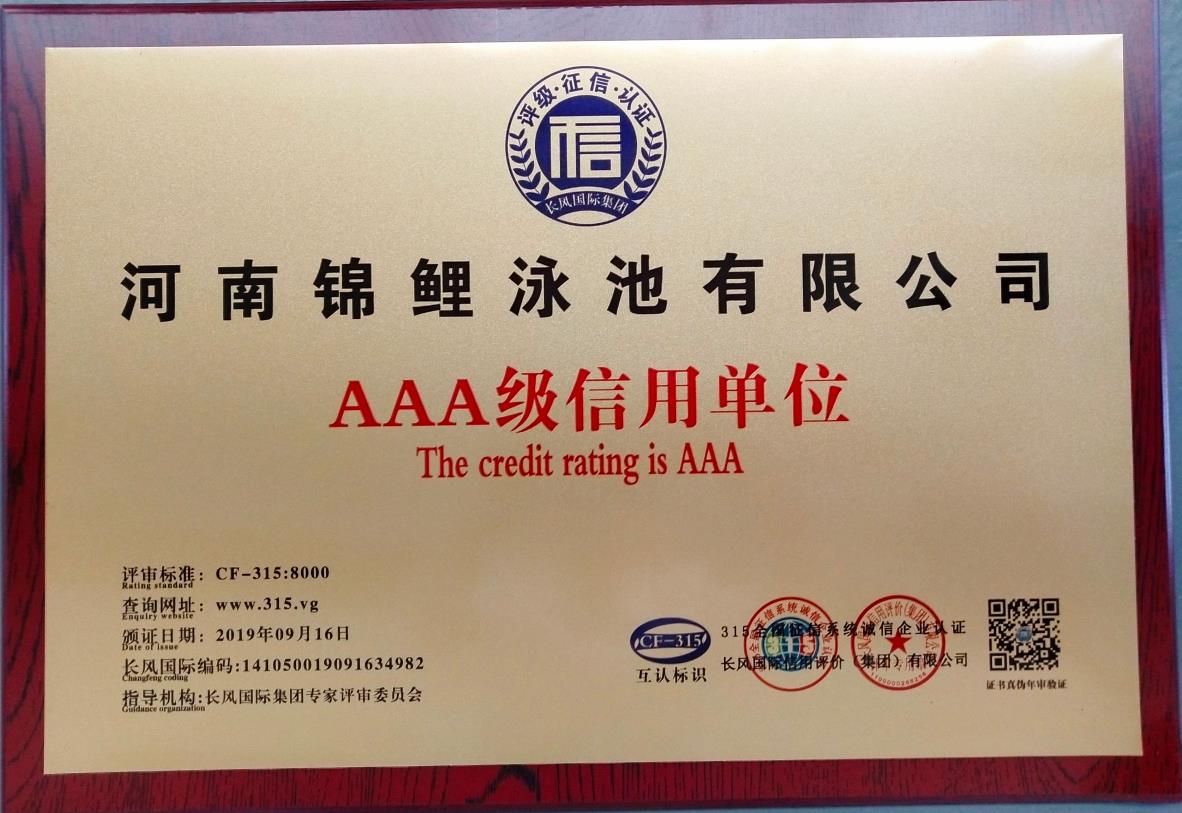 评级·征信·认证
信
长风国际集团
河南锦鲤泳池有限公司
AAA级信用单位
The credit rating is AAA
评审标准：CF-315:8000
Rating standard
查询网址：www.315.vg
Enquiry website
颁证日期：2019年09月16日
Date of issue
长风国际编码:141050019091634982
Changfeng coding
指导机构:长风国际集团专家评审委员会
Guidance organization
CF-315
互认标识
315全国征信系统诚信企业认证
长风国际信用评价（集团）有限公司
315
证书真伪年审验证